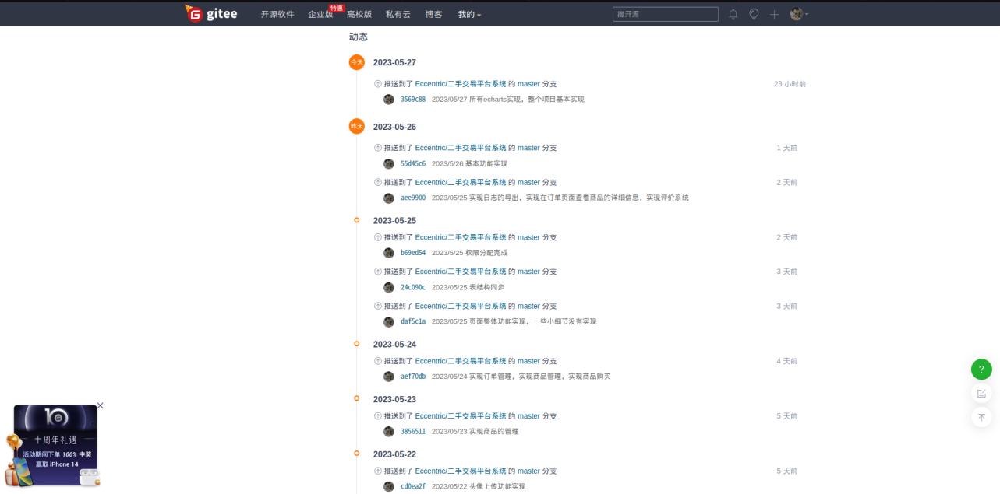 gitee 开源软件 企业版 特惠 高校版 私有云 博客 我的 搜开源
动态
今天 2023-05-27
推送到了 Eccentric/二手交易平台系统 的 master 分支 23 小时前
3569c88 2023/05/27 所有echarts实现，整个项目基本实现
昨天 2023-05-26
推送到了 Eccentric/二手交易平台系统 的 master 分支 1 天前
55d45c6 2023/5/26 基本功能实现
推送到了 Eccentric/二手交易平台系统 的 master 分支 2 天前
aee9900 2023/05/25 实现日志的导出，实现在订单页面查看商品的详细信息，实现评价系统
2023-05-25
推送到了 Eccentric/二手交易平台系统 的 master 分支 2 天前
b69ed54 2023/5/25 权限分配完成
推送到了 Eccentric/二手交易平台系统 的 master 分支 3 天前
24c090c 2023/05/25 表结构同步
推送到了 Eccentric/二手交易平台系统 的 master 分支 3 天前
daf5c1a 2023/05/25 页面整体功能实现，一些小细节没有实现
2023-05-24
推送到了 Eccentric/二手交易平台系统 的 master 分支 4 天前
aef70db 2023/05/24 实现订单管理，实现商品管理，实现商品购买
2023-05-23
推送到了 Eccentric/二手交易平台系统 的 master 分支 5 天前
3856511 2023/05/23 实现商品的管理
2023-05-22
推送到了 Eccentric/二手交易平台系统 的 master 分支 5 天前
cd0ea2f 2023/05/22 头像上传功能实现
10
十周年礼遇
活动期间下单 100% 中奖
赢取 iPhone 14
?